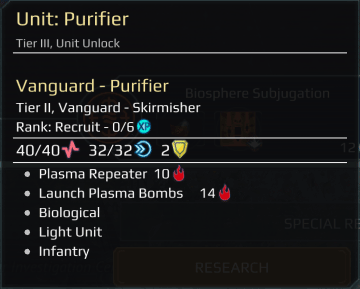 Unit: Purifier
Tier III, Unit Unlock
Vanguard - Purifier
Biosphere Subjugation
Tier II, Vanguard - Skirmisher
Rank: Recruit - 0/6 XP
40/40 32/32 2
Plasma Repeater 10
Launch Plasma Bombs 14
Biological
Light Unit
SPECIAL RE
Infantry
RESEARCH